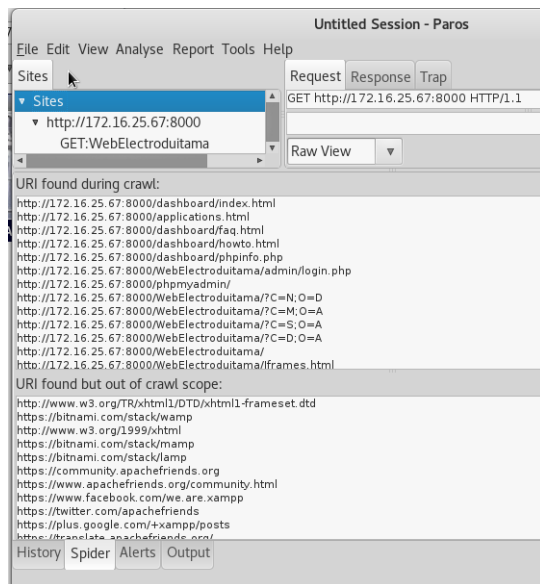 Untitled Session - Paros
File Edit View Analyse Report Tools Help
Sites
Request Response Trap
Sites
http://172.16.25.67:8000
GET:WebElectroduitama
GET http://172.16.25.67:8000 HTTP/1.1
Raw View
URI found during crawl:
http://172.16.25.67:8000/dashboard/index.html
http://172.16.25.67:8000/applications.html
http://172.16.25.67:8000/dashboard/faq.html
http://172.16.25.67:8000/dashboard/howto.html
http://172.16.25.67:8000/dashboard/phpinfo.php
http://172.16.25.67:8000/WebElectroduitama/admin/login.php
http://172.16.25.67:8000/phpmyadmin/
http://172.16.25.67:8000/WebElectroduitama/?C=N;O=D
http://172.16.25.67:8000/WebElectroduitama/?C=M;O=A
http://172.16.25.67:8000/WebElectroduitama/?C=S;O=A
http://172.16.25.67:8000/WebElectroduitama/?C=D;O=A
http://172.16.25.67:8000/WebElectroduitama/
http://172.16.25.67:8000/WebElectroduitama/Iframes.html
URI found but out of crawl scope:
http://www.w3.org/TR/xhtml1/DTD/xhtml1-frameset.dtd
https://bitnami.com/stack/wamp
http://www.w3.org/1999/xhtml
https://bitnami.com/stack/mamp
https://bitnami.com/stack/lamp
https://community.apachefriends.org
https://www.apachefriends.org/community.html
https://www.facebook.com/we.are.xampp
https://twitter.com/apachefriends
https://plus.google.com/+xampp/posts
https://translate.apachefriends.org/
History Spider Alerts Output